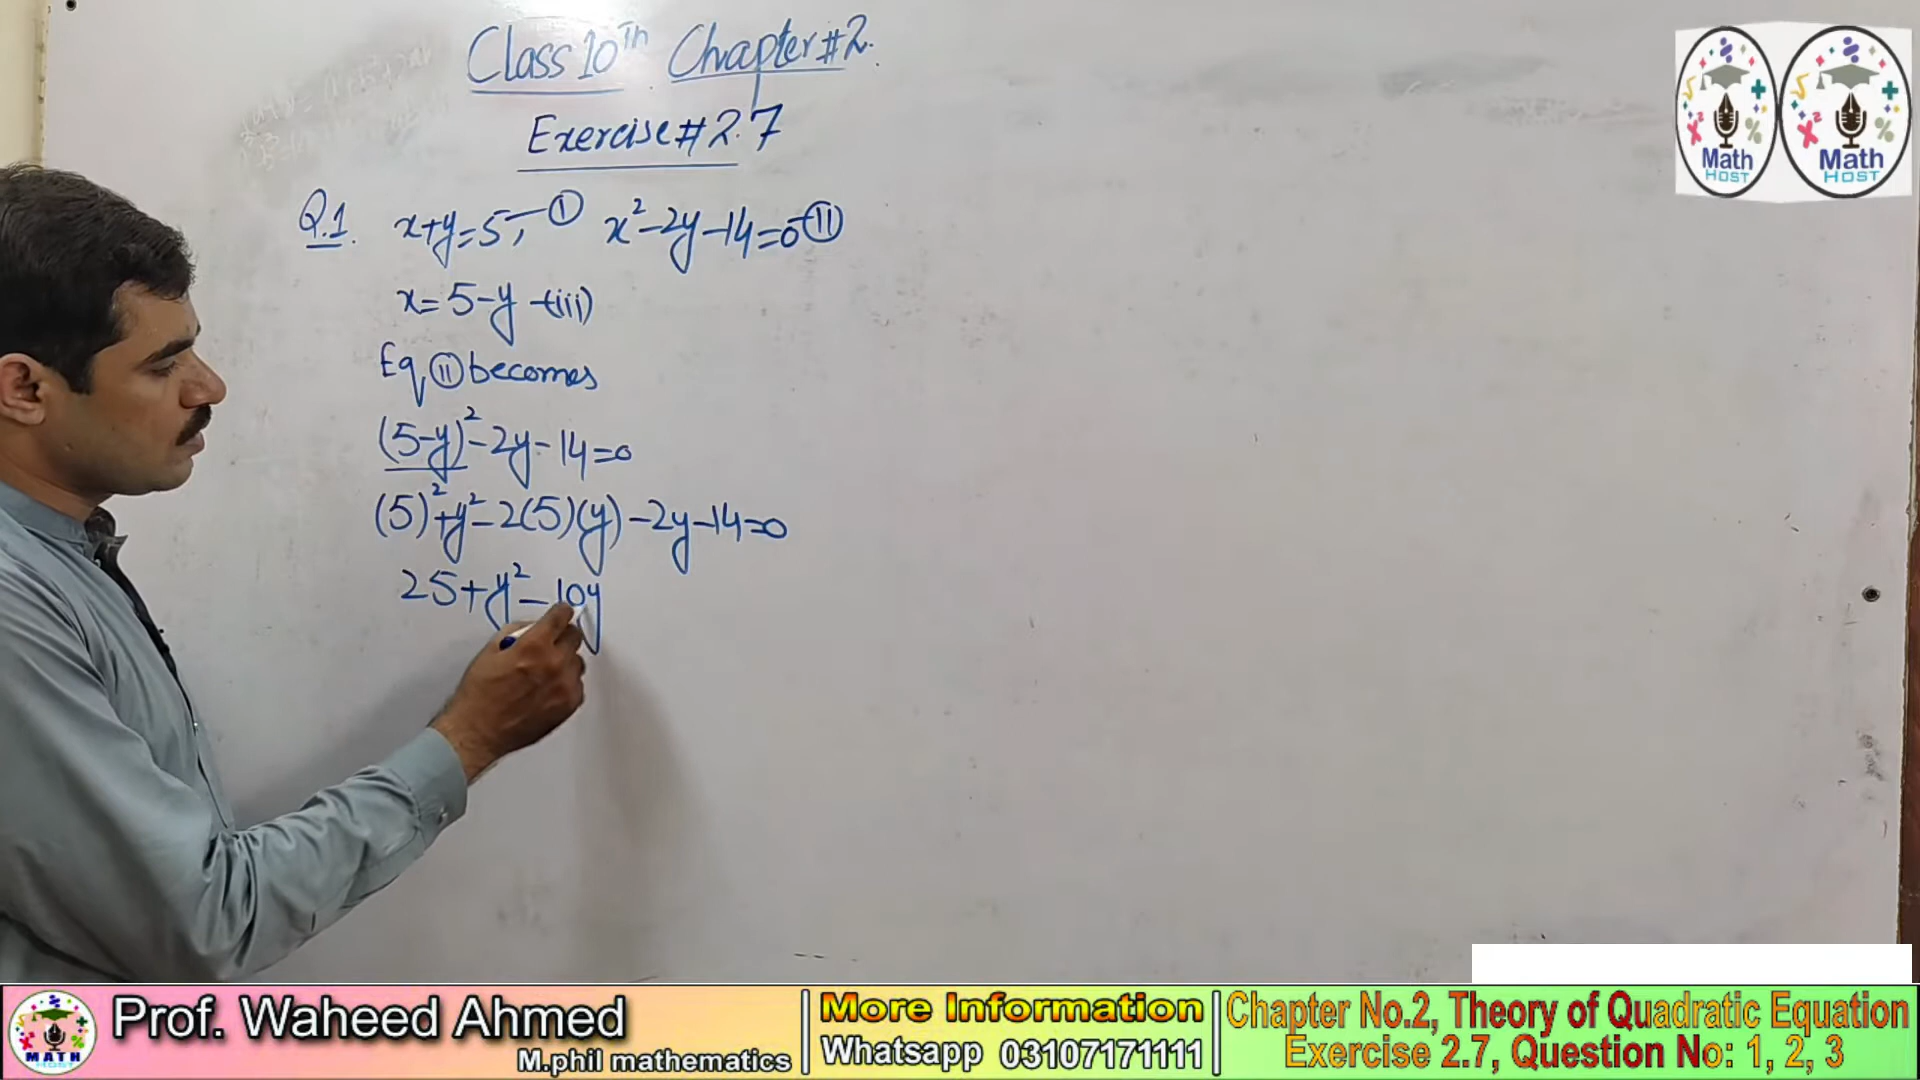 Class 10th Chapter#2.
Exercise#2.7
Q.1. x+y=5, —① x²-2y-14=0-⑪
x= 5-y -(iii)
Eq ⑪ becomes
(5-y)²-2y-14=0
(5)²+y²-2(5)(y)-2y-14=0
25+y²-10y
Math
HOST
Math
HOST
MATH
Prof. Waheed Ahmed
M.phil mathematics
More Information
Whatsapp 03107171111
Chapter No.2, Theory of Quadratic Equation
Exercise 2.7, Question No: 1, 2, 3